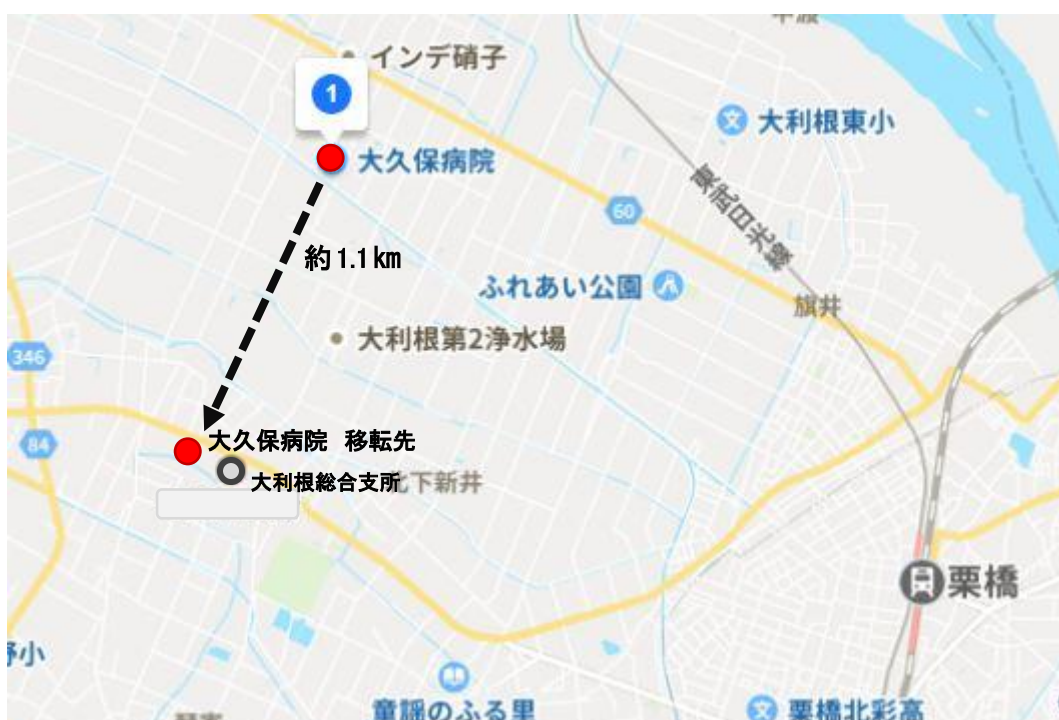 インデ硝子
1
大久保病院
大利根東小
60
東武日光線
約1.1㎞
ふれあい公園
旗井
大利根第2浄水場
346
84
大久保病院 移転先
大利根総合支所
北下新井
栗橋
野小
童謡のふる里
栗橋北彩高